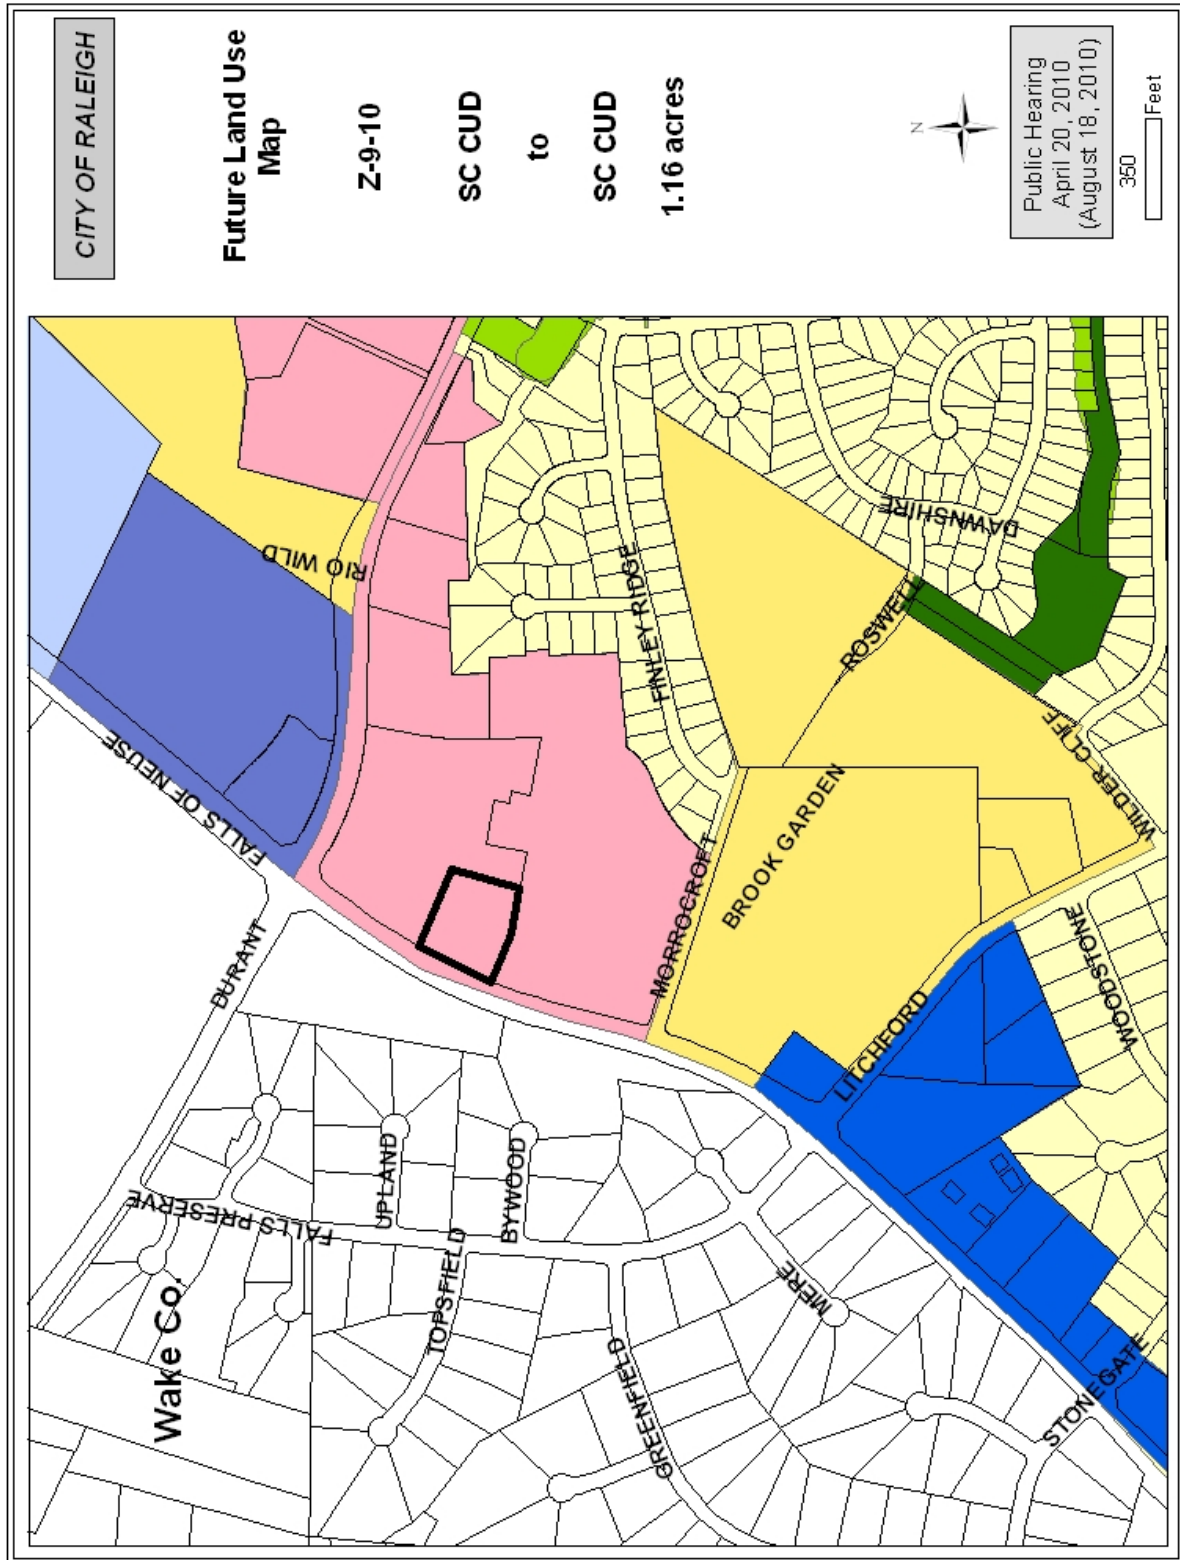 CITY OF RALEIGH
Future Land Use
Map
Z-9-10
SC CUD
to
SC CUD
1.16 acres
N
Public Hearing
April 20, 2010
(August 18, 2010)
350
Feet
Wake Co.
FALLS OF NEUSE
DURANT
RIO WILD
FALLS PRESERVE
UPLAND
TOPSFIELD
BYWOOD
GREENFIELD
MERE
FINLEY RIDGE
MORROCROFT
BROOK GARDEN
ROSWELL
DAWNSHIRE
LITCHFORD
WILDER CLIFF
WOODSTONE
STONEGATE